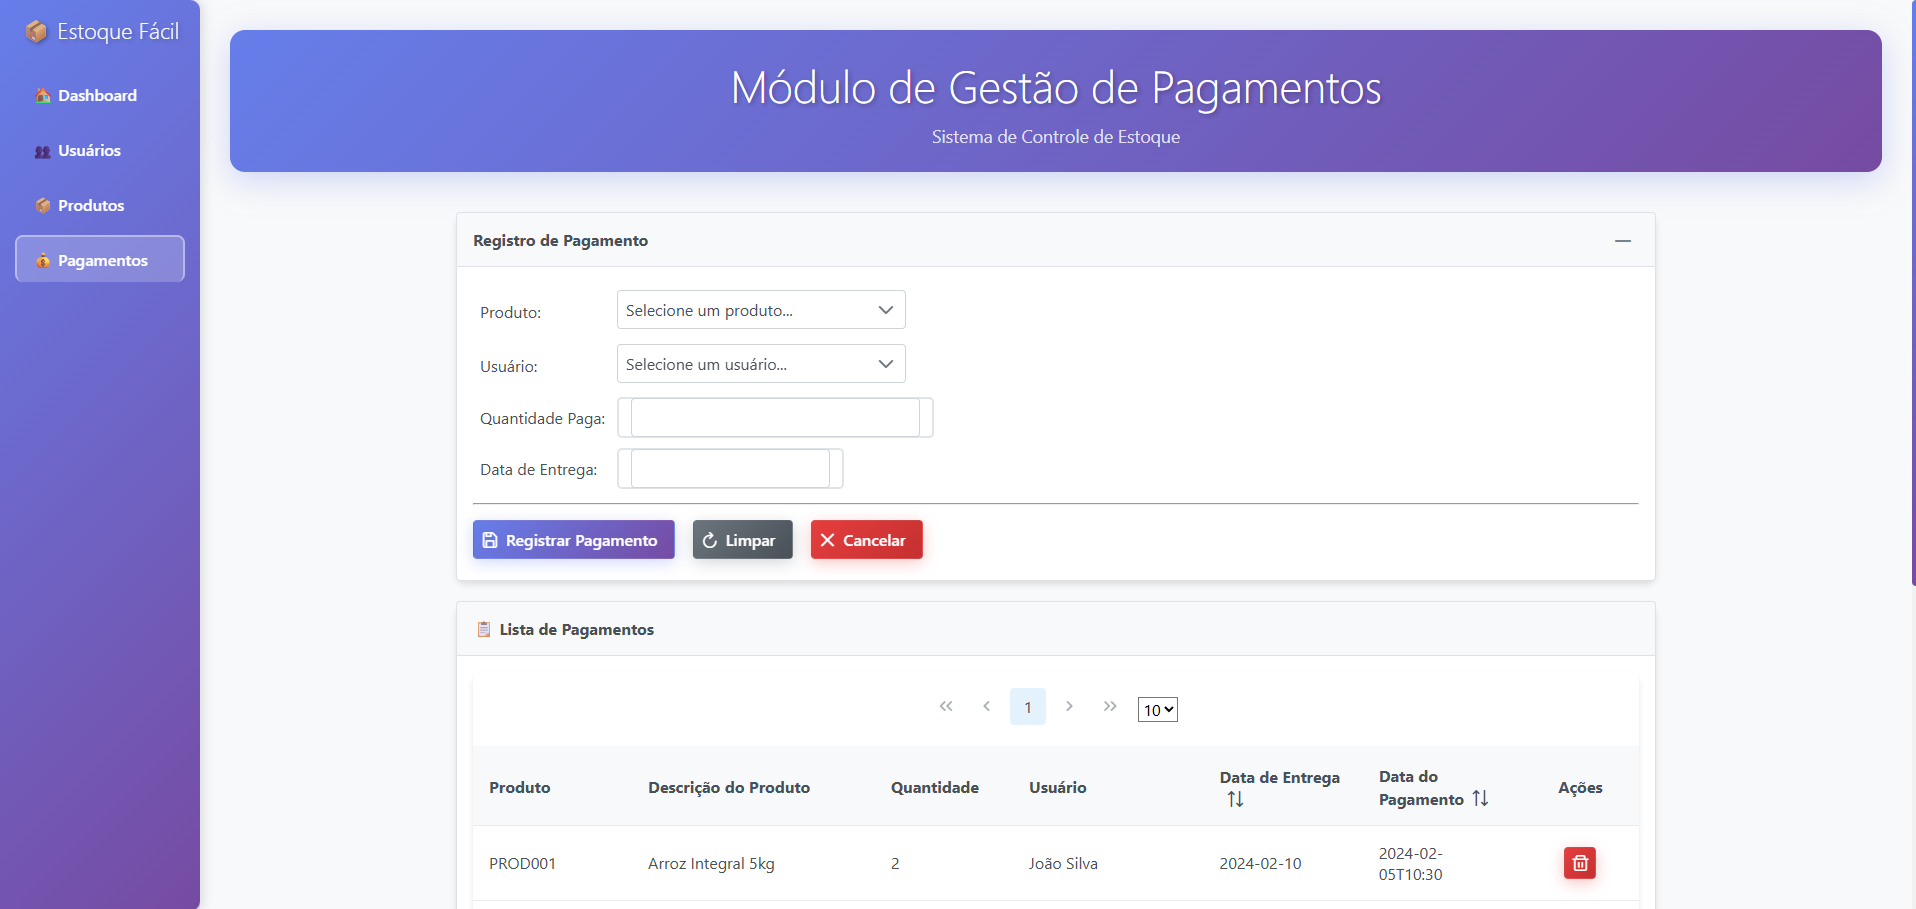 Estoque Fácil
Dashboard
Usuários
Produtos
Pagamentos
Módulo de Gestão de Pagamentos
Sistema de Controle de Estoque
Registro de Pagamento
Produto:
Selecione um produto...
Usuário:
Selecione um usuário...
Quantidade Paga:
Data de Entrega:
Registrar Pagamento
Limpar
Cancelar
Lista de Pagamentos
1
10
Produto
Descrição do Produto
Quantidade
Usuário
Data de Entrega
Data do
Pagamento
Ações
PROD001
Arroz Integral 5kg
2
João Silva
2024-02-10
2024-02-
05T10:30